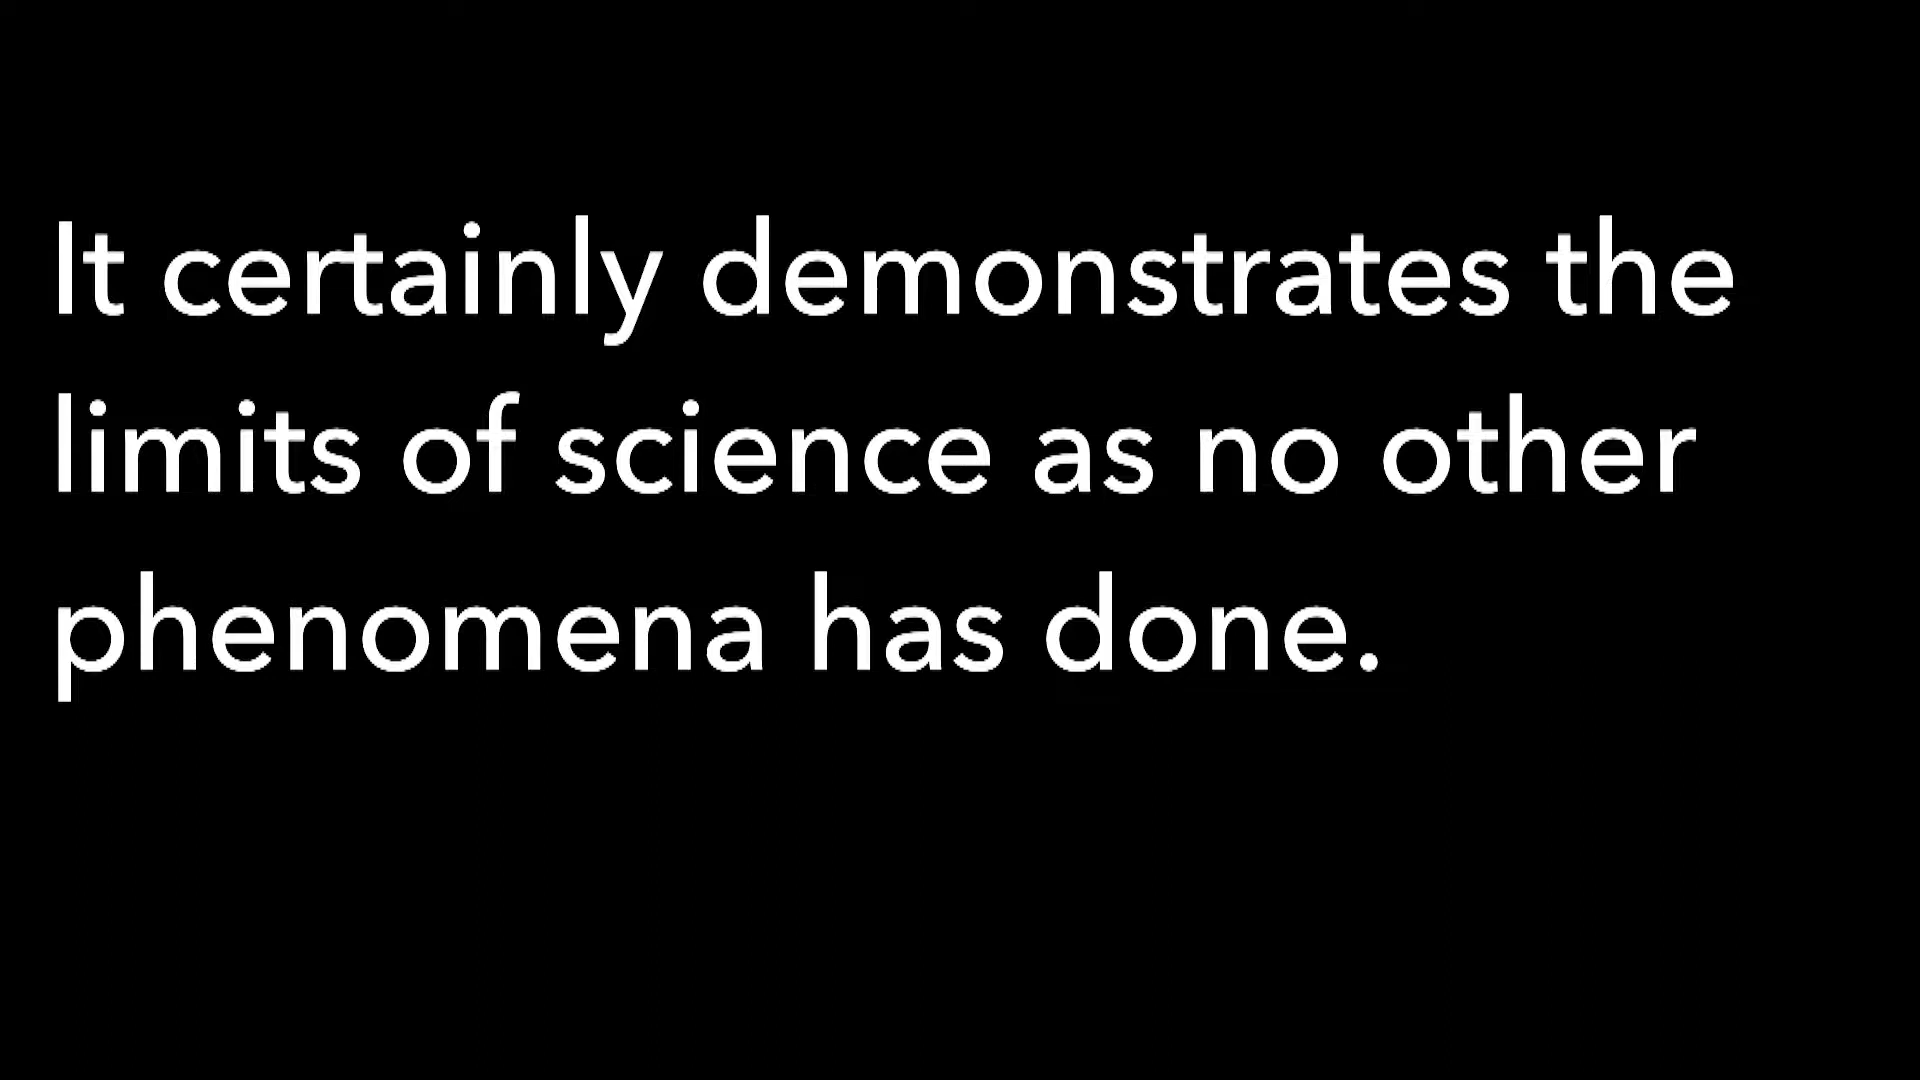 It certainly demonstrates the
limits of science as no other
phenomena has done.